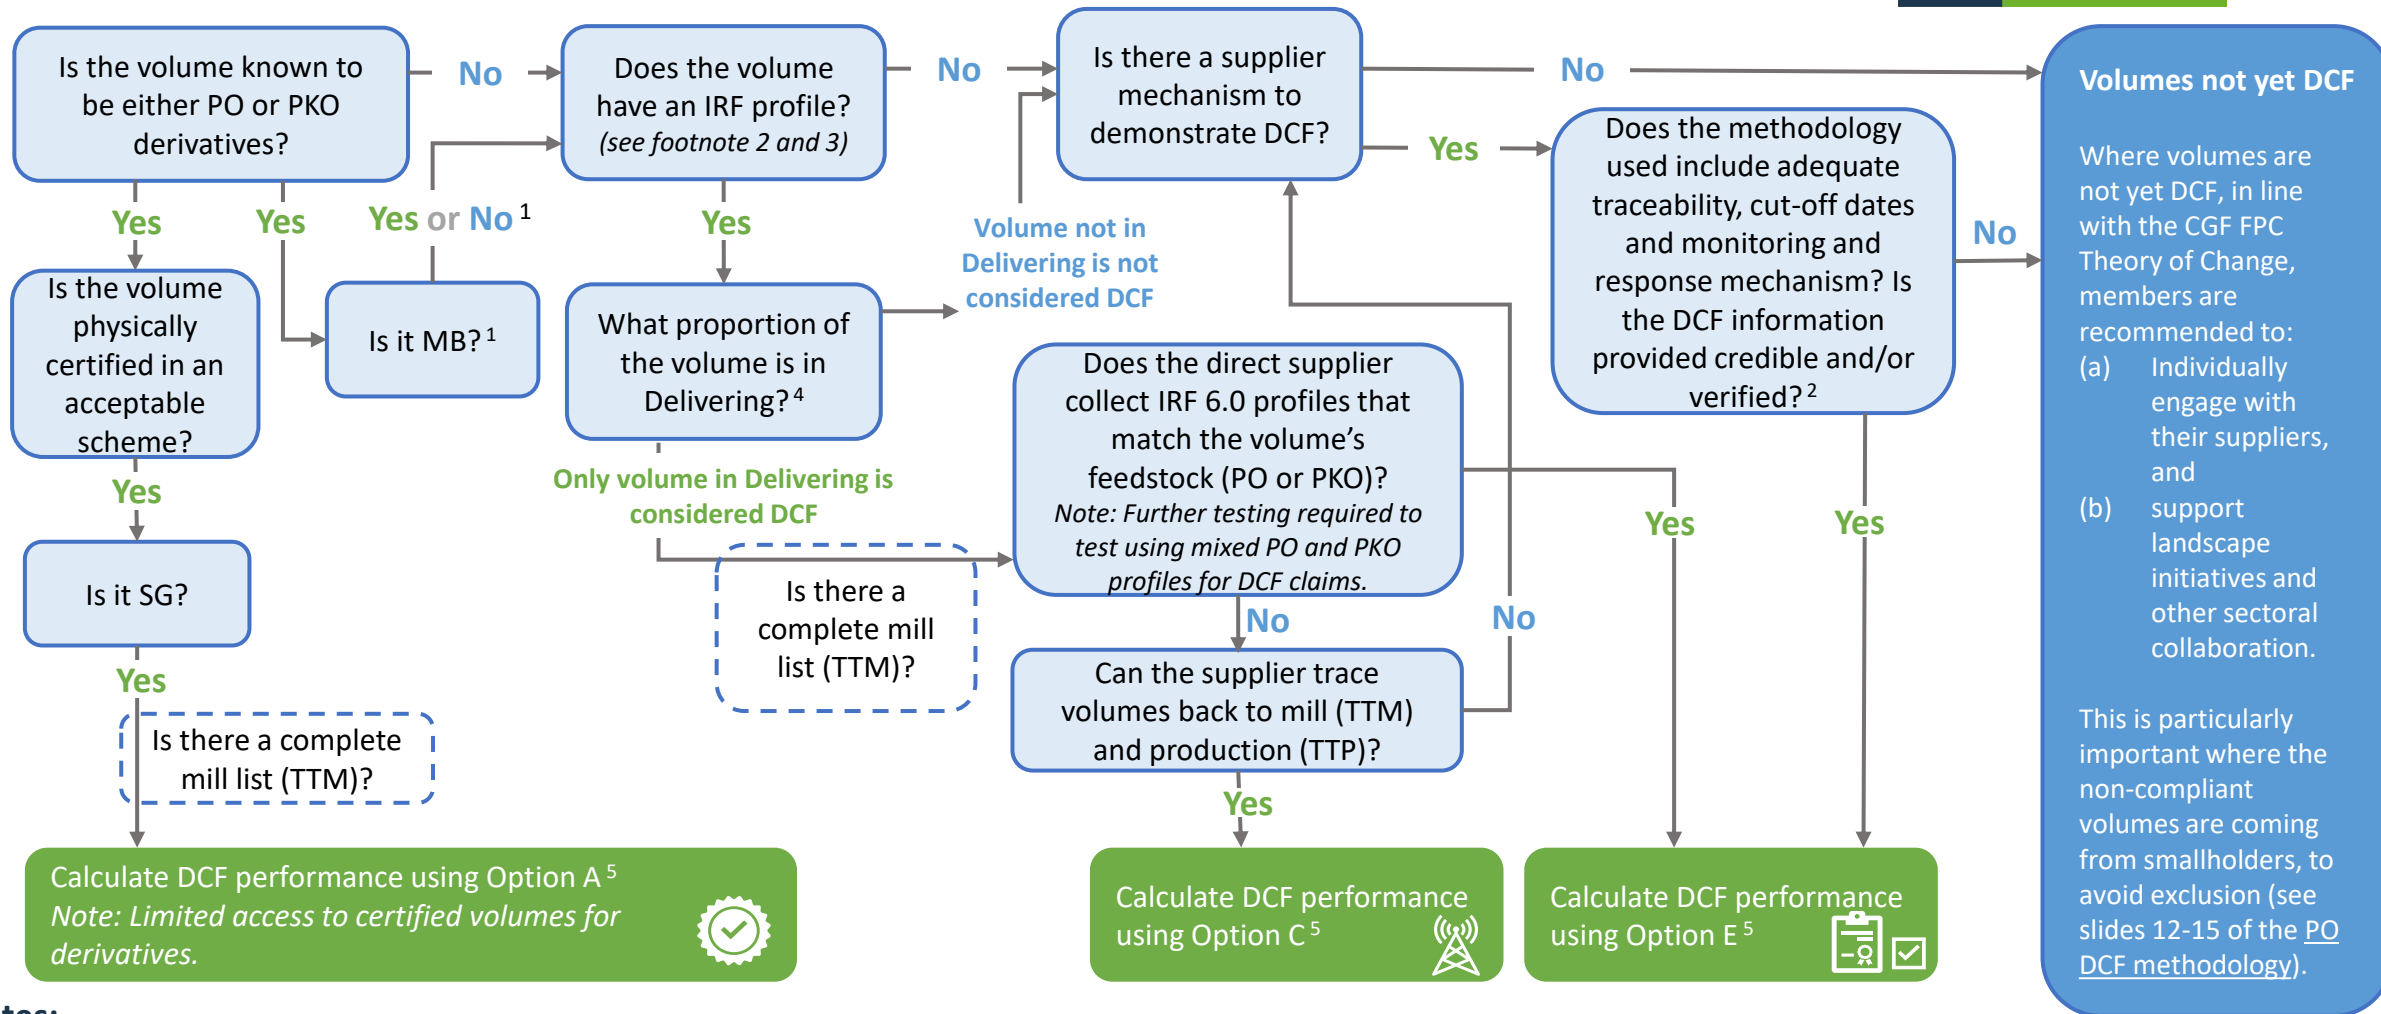 Is the volume known to
be either PO or PKO
derivatives?
No
Does the volume
have an IRF profile?
(see footnote 2 and 3)
No
Is there a supplier
mechanism to
demonstrate DCF?
No
Yes
Does the methodology
used include adequate
traceability, cut-off dates
and monitoring and
response mechanism? Is
the DCF information
provided credible and/or
verified? 2
No
Yes
Yes
Yes
Yes or No 1
Is the volume
physically
certified in an
acceptable
scheme?
Is it MB? 1
Yes
What proportion of
the volume is in
Delivering? 4
Volume not in
Delivering is not
considered DCF
Only volume in Delivering is
considered DCF
Yes
Is it SG?
Yes
Is there a complete
mill list (TTM)?
Is there a
complete mill
list (TTM)?
Does the direct supplier
collect IRF 6.0 profiles that
match the volume's
feedstock (PO or PKO)?
Note: Further testing required to
test using mixed PO and PKO
profiles for DCF claims.
Yes
No
No
Can the supplier trace
volumes back to mill (TTM)
and production (TTP)?
Yes
Calculate DCF performance using Option A 5
Note: Limited access to certified volumes for
derivatives.
Calculate DCF performance
using Option C 5
Calculate DCF performance
using Option E 5
Volumes not yet DCF
Where volumes are
not yet DCF, in line
with the CGF FPC
Theory of Change,
members are
recommended to:
(a) Individually
engage with
their suppliers,
and
(b) support
landscape
initiatives and
other sectoral
collaboration.
This is particularly
important where the
non-compliant
volumes are coming
from smallholders, to
avoid exclusion (see
slides 12-15 of the PO
DCF methodology).